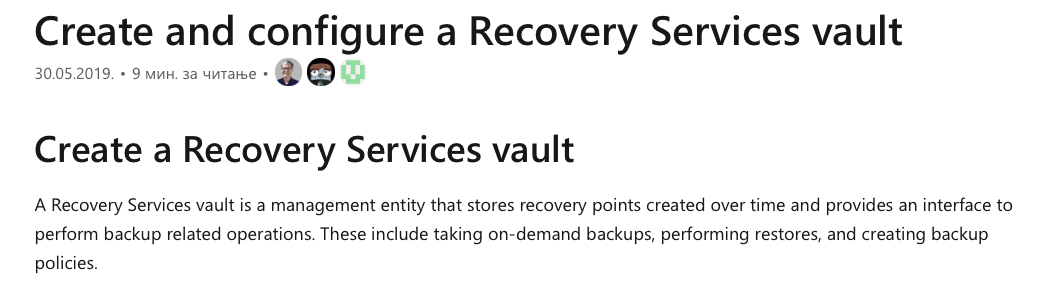 Create and configure a Recovery Services vault
30.05.2019. • 9 мин. за читање •
Create a Recovery Services vault
A Recovery Services vault is a management entity that stores recovery points created over time and provides an interface to
perform backup related operations. These include taking on-demand backups, performing restores, and creating backup
policies.